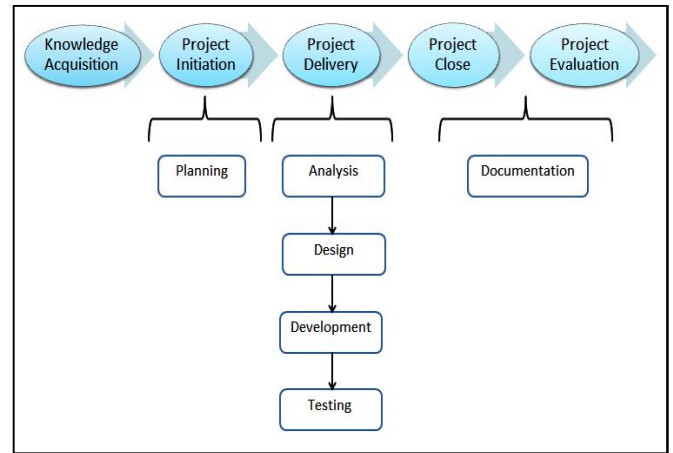 Knowledge
Acquisition
Project
Initiation
Project
Delivery
Project
Close
Project
Evaluation
Planning
Analysis
Documentation
Design
Development
Testing